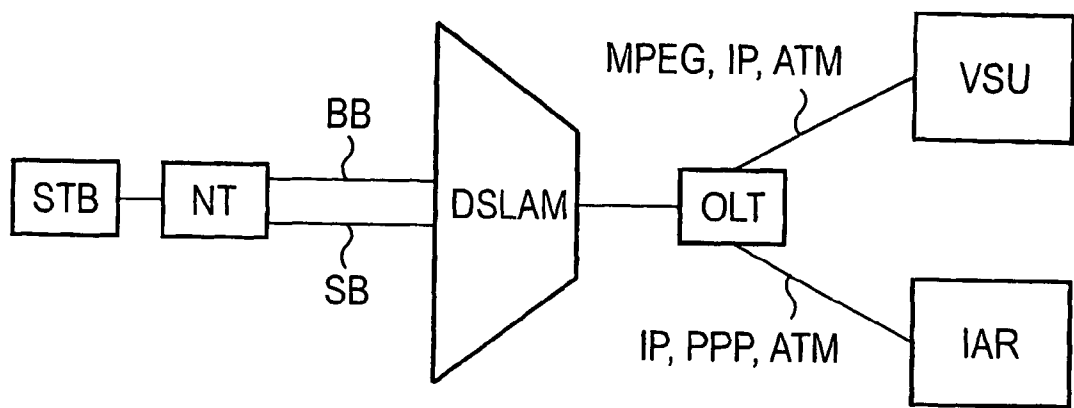 MPEG, IP, ATM
VSU
BB
STB
NT
DSLAM
OLT
SB
IP, PPP, ATM
IAR